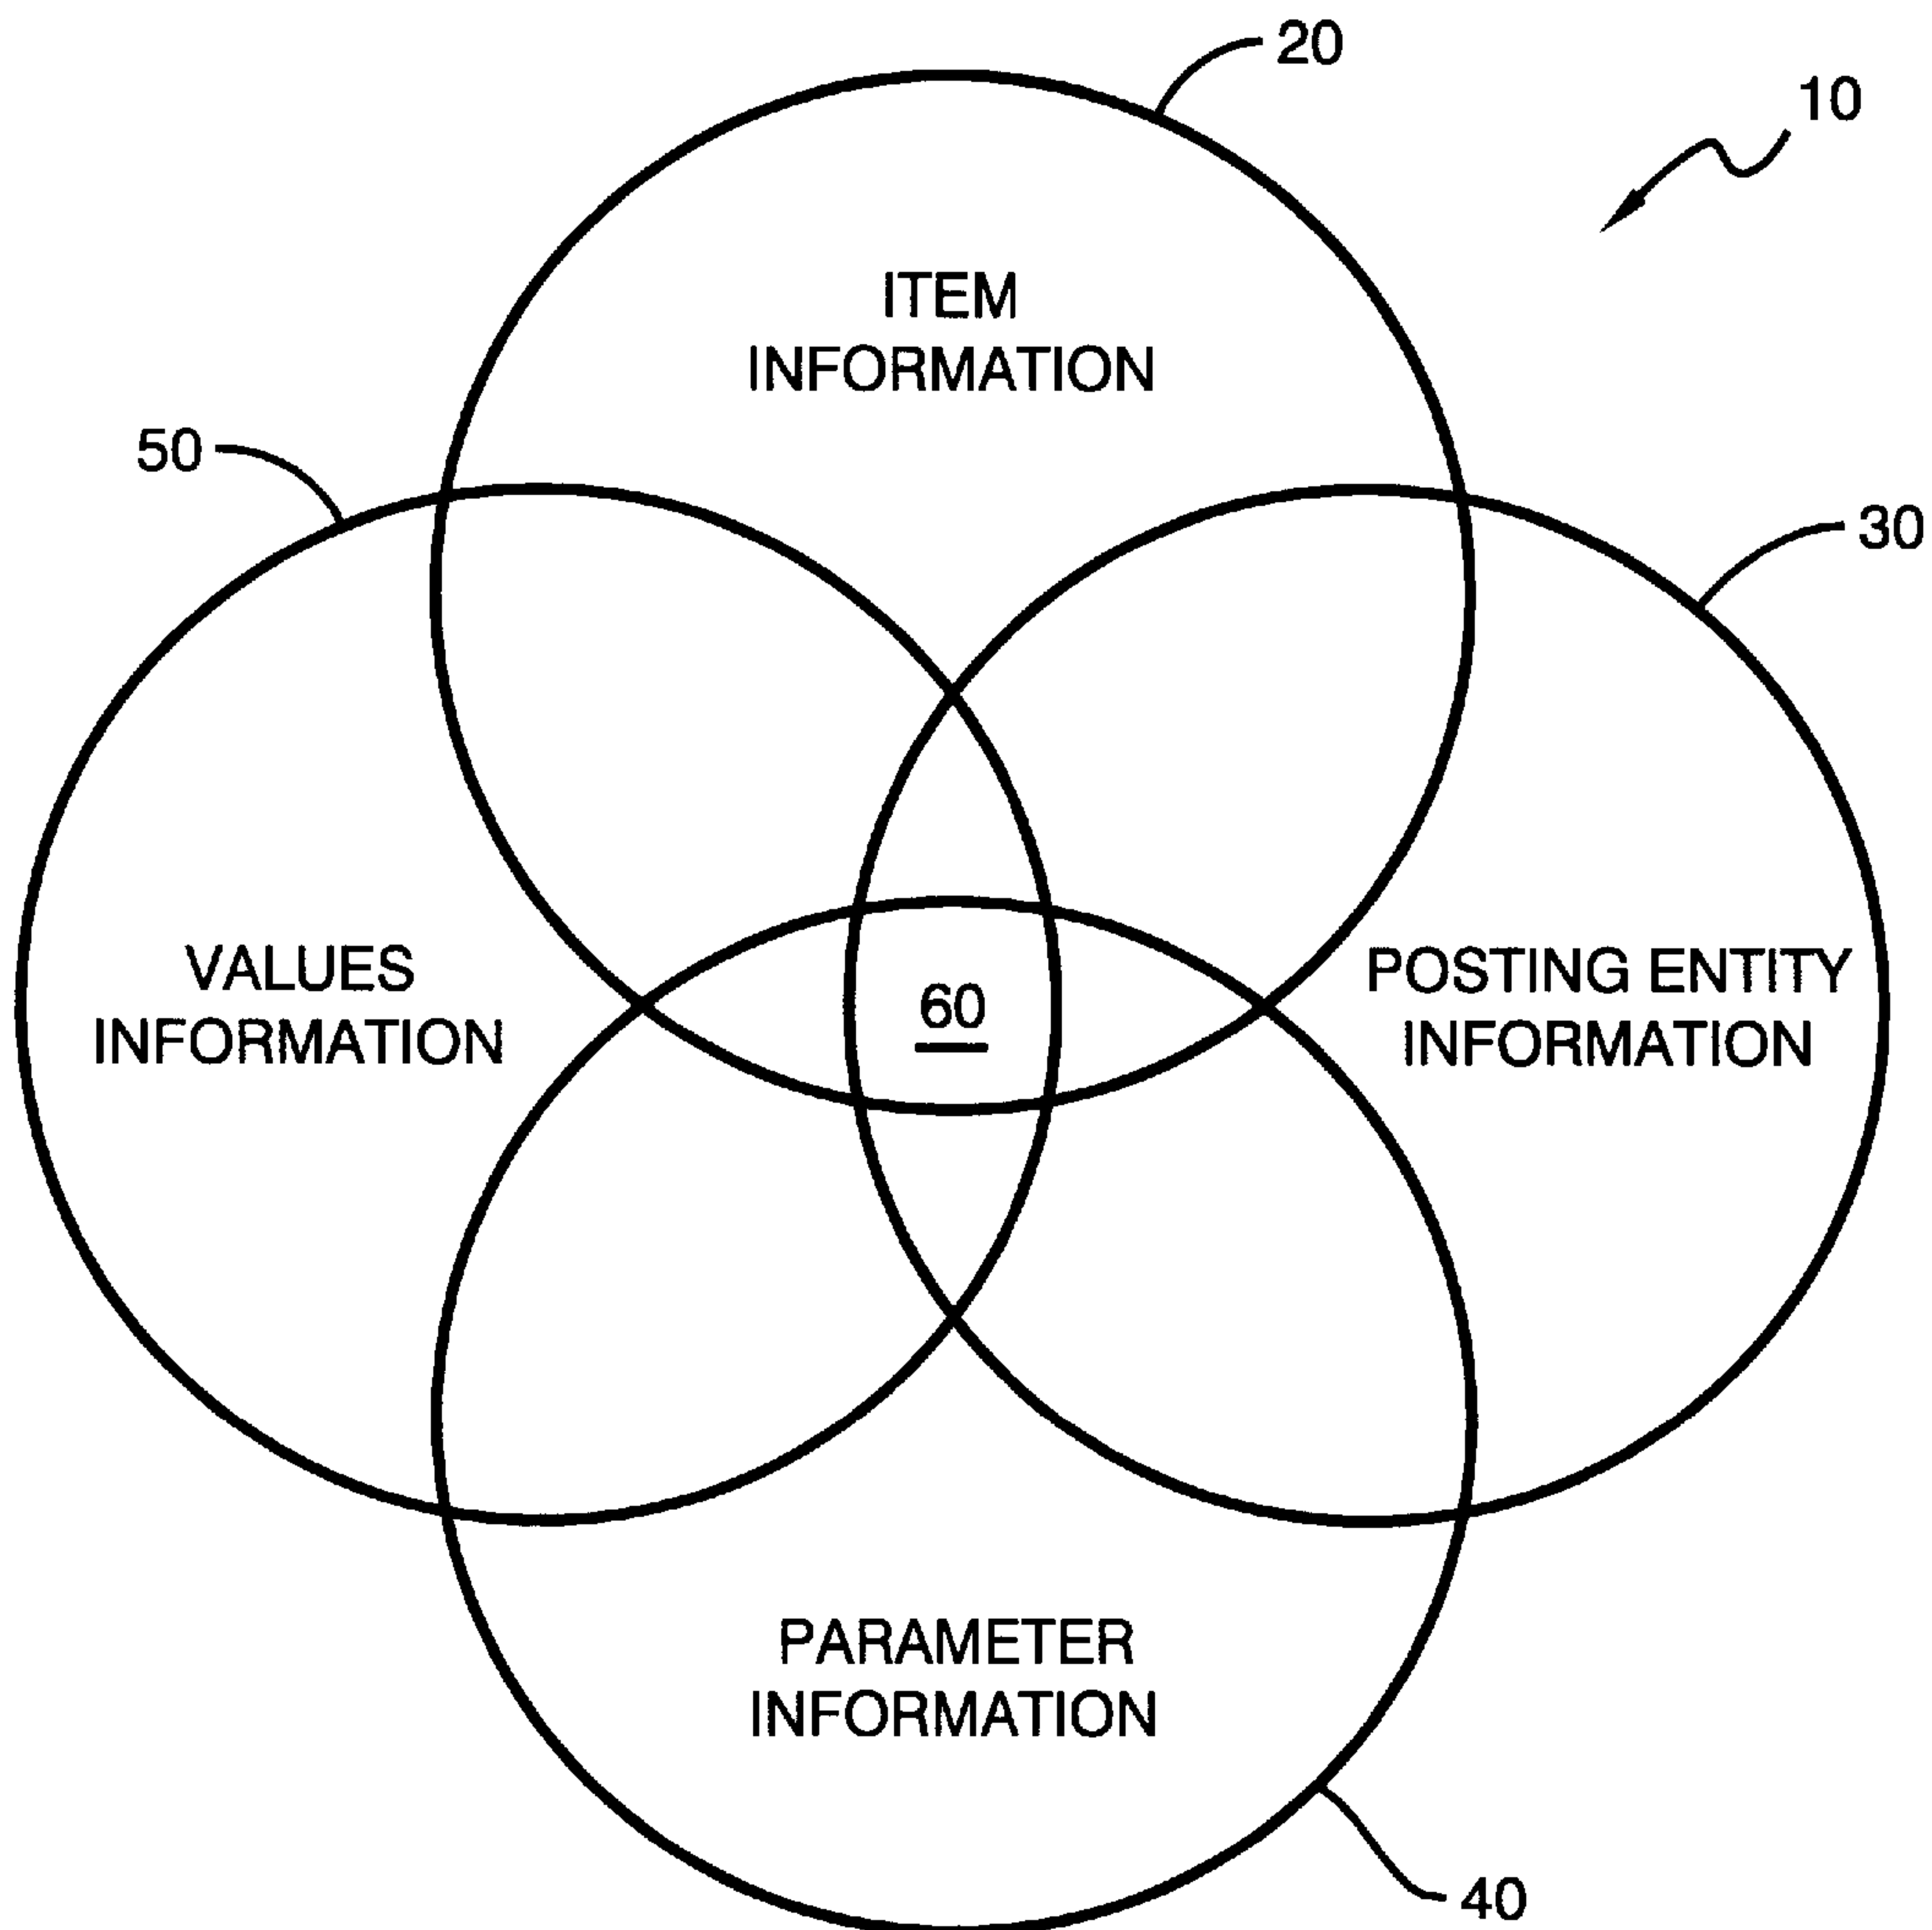 20
10
ITEM
INFORMATION
50
30
VALUES
INFORMATION
60
POSTING ENTITY
INFORMATION
PARAMETER
INFORMATION
40